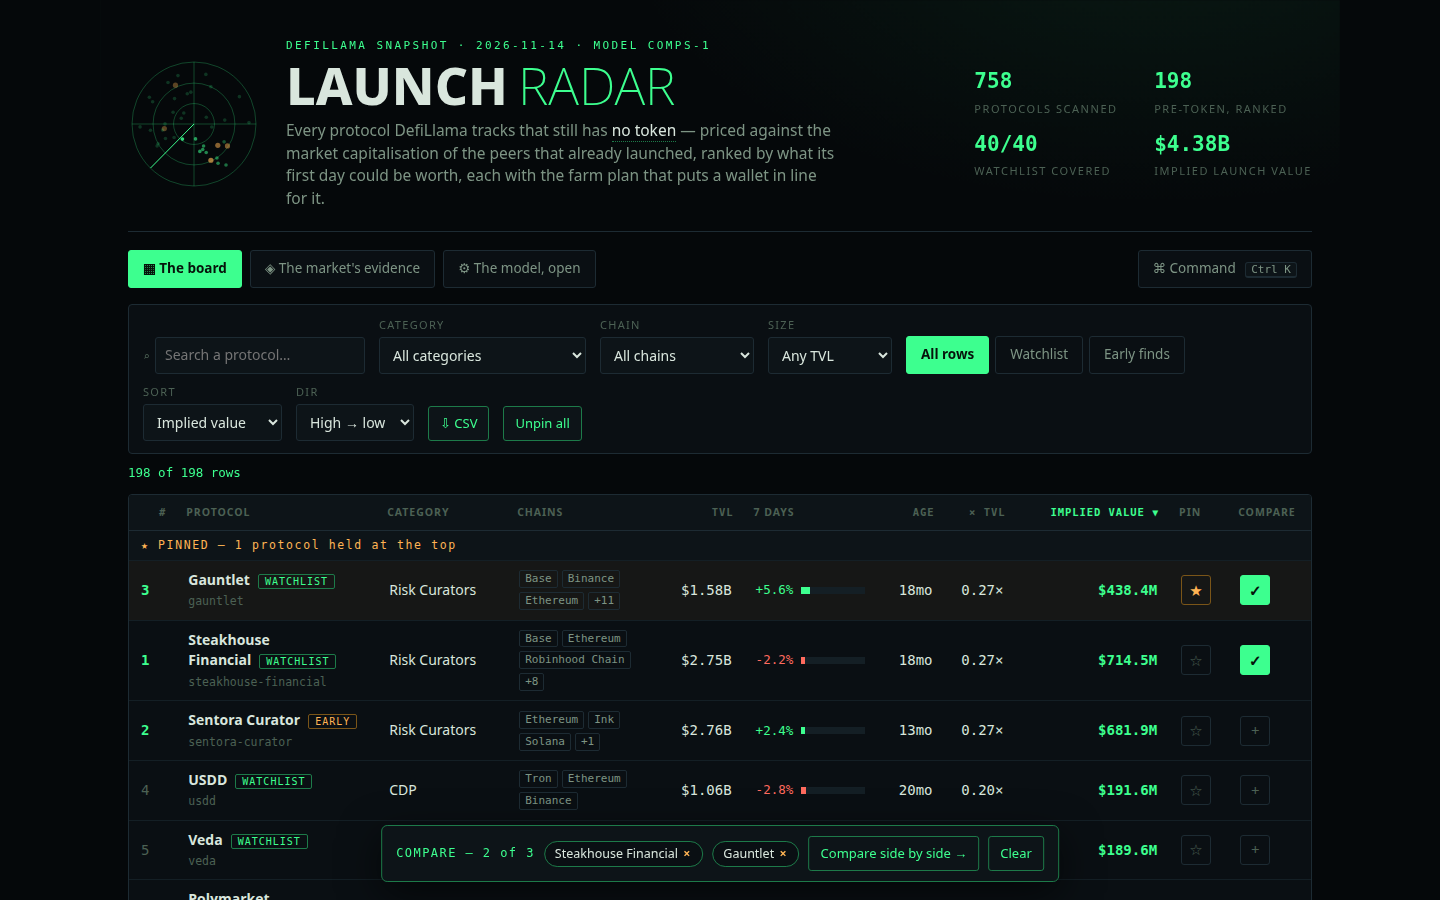 DEFILLAMA SNAPSHOT · 2026-11-14 · MODEL COMPS-1
LAUNCH RADAR
Every protocol DefiLlama tracks that still has no token — priced against the
market capitalisation of the peers that already launched, ranked by what its
first day could be worth, each with the farm plan that puts a wallet in line
for it.
758
PROTOCOLS SCANNED
198
PRE-TOKEN, RANKED
40/40
WATCHLIST COVERED
$4.38B
IMPLIED LAUNCH VALUE
▦ The board
◈ The market's evidence
⚙ The model, open
⌘ Command Ctrl K
CATEGORY
CHAIN
SIZE
⌕ Search a protocol...
All categories
All chains
Any TVL
All rows
Watchlist
Early finds
SORT
DIR
Implied value
High → low
⇩ CSV
Unpin all
198 of 198 rows
# PROTOCOL CATEGORY CHAINS TVL 7 DAYS AGE × TVL IMPLIED VALUE ▼ PIN COMPARE
★ PINNED — 1 protocol held at the top
3 Gauntlet WATCHLIST gauntlet Risk Curators Base Binance Ethereum +11 $1.58B +5.6% 18mo 0.27× $438.4M ★ ✓
1 Steakhouse Financial WATCHLIST steakhouse-financial Risk Curators Base Ethereum Robinhood Chain +8 $2.75B -2.2% 18mo 0.27× $714.5M ☆ ✓
2 Sentora Curator EARLY sentora-curator Risk Curators Ethereum Ink Solana +1 $2.76B +2.4% 13mo 0.27× $681.9M ☆ +
4 USDD WATCHLIST usdd CDP Tron Ethereum Binance $1.06B -2.8% 20mo 0.20× $191.6M ☆ +
5 Veda WATCHLIST veda $189.6M ☆ +
COMPARE — 2 of 3 Steakhouse Financial × Gauntlet × Compare side by side → Clear
Polymarket